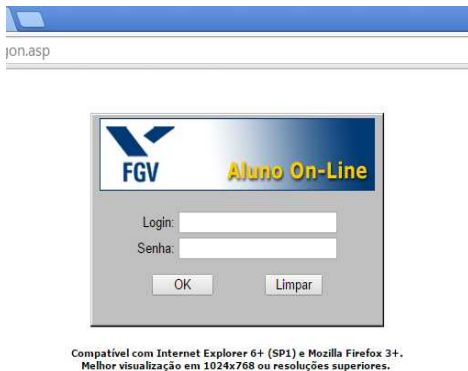 gon.asp
FGV
Aluno On-Line
Login:
Senha:
OK Limpar
Compatível com Internet Explorer 6+ (SP1) e Mozilla Firefox 3+.
Melhor visualização em 1024x768 ou resoluções superiores.